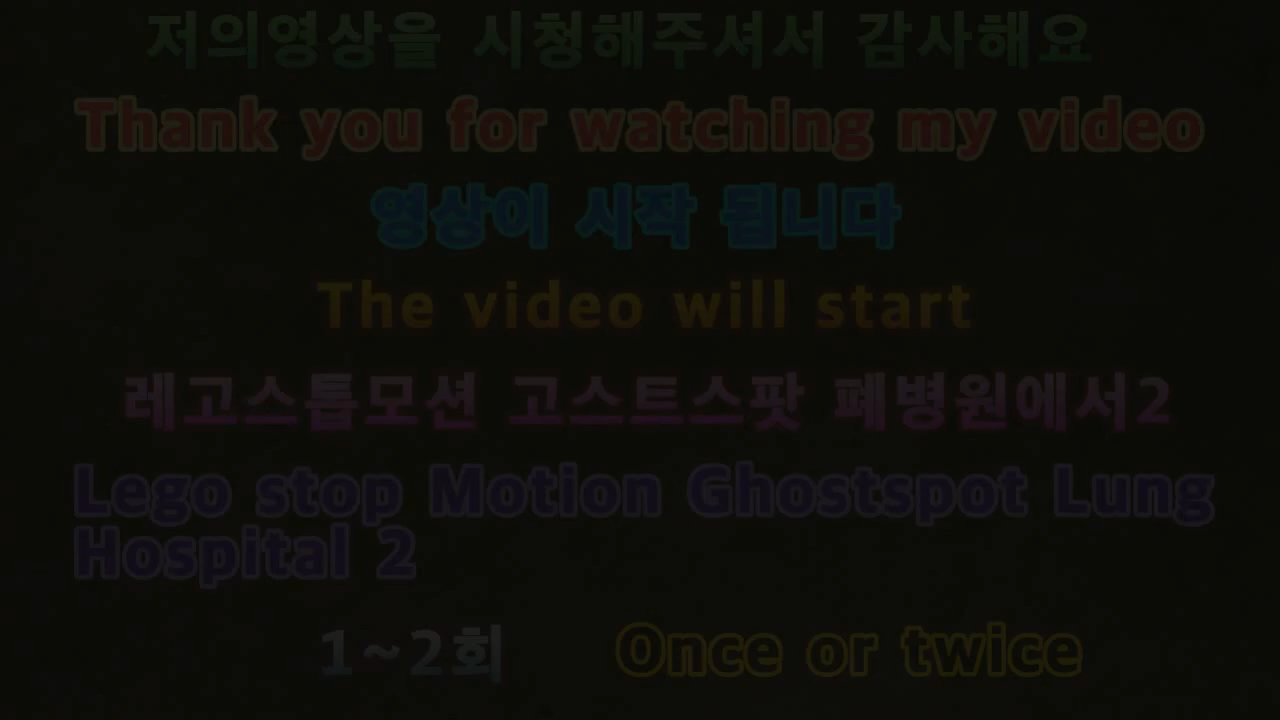 저의영상을 시청해주셔서 감사해요
Thank you for watching my video
영상이 시작 됩니다
The video will start
레고스톱모션 고스트스팟 폐병원에서2
Lego stop Motion Ghostspot Lung
Hospital 2
1~2회 Once or twice